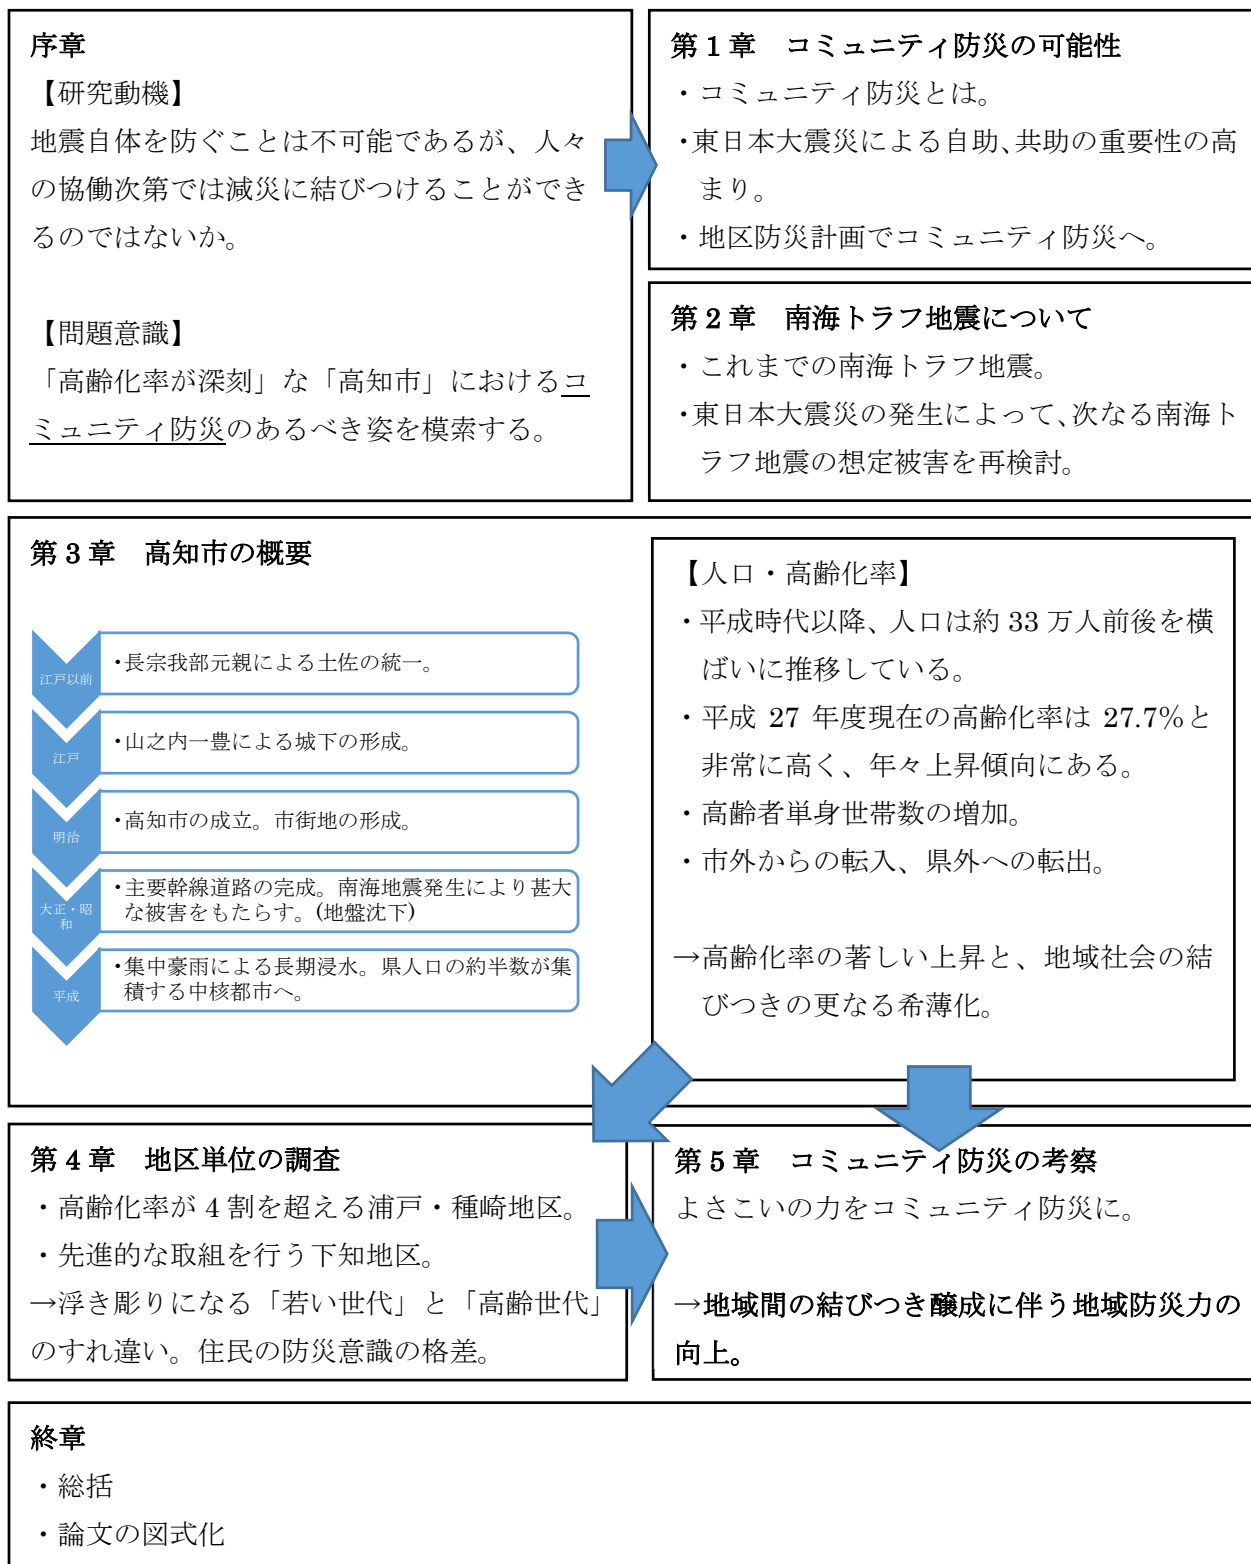 序章
【研究動機】
地震自体を防ぐことは不可能であるが、人々
の協働次第では減災に結びつけることができ
るのではないか。
【問題意識】
「高齢化率が深刻」な「高知市」におけるコ
ミュニティ防災のあるべき姿を模索する。
第1章　コミュニティ防災の可能性
・コミュニティ防災とは。
・東日本大震災による自助、共助の重要性の高
まり。
・地区防災計画でコミュニティ防災へ。
第2章　南海トラフ地震について
・これまでの南海トラフ地震。
・東日本大震災の発生によって、次なる南海ト
ラフ地震の想定被害を再検討。
第3章　高知市の概要
江戸以前
・長宗我部元親による土佐の統一。
江戸
・山之内一豊による城下の形成。
明治
・高知市の成立。市街地の形成。
大正・昭
和
・主要幹線道路の完成。南海地震発生により甚大
な被害をもたらす。(地盤沈下)
平成
・集中豪雨による長期浸水。県人口の約半数が集
積する中核都市へ。
【人口・高齢化率】
・平成時代以降、人口は約 33 万人前後を横
ばいに推移している。
・平成 27 年度現在の高齢化率は 27.7%と
非常に高く、年々上昇傾向にある。
・高齢者単身世帯数の増加。
・市外からの転入、県外への転出。
→高齢化率の著しい上昇と、地域社会の結
びつきの更なる希薄化。
第4章　地区単位の調査
・高齢化率が 4 割を超える浦戸・種崎地区。
・先進的な取組を行う下知地区。
→浮き彫りになる「若い世代」と「高齢世代」
のすれ違い。住民の防災意識の格差。
第5章　コミュニティ防災の考察
よさこいの力をコミュニティ防災に。
→地域間の結びつき醸成に伴う地域防災力の
向上。
終章
・総括
・論文の図式化